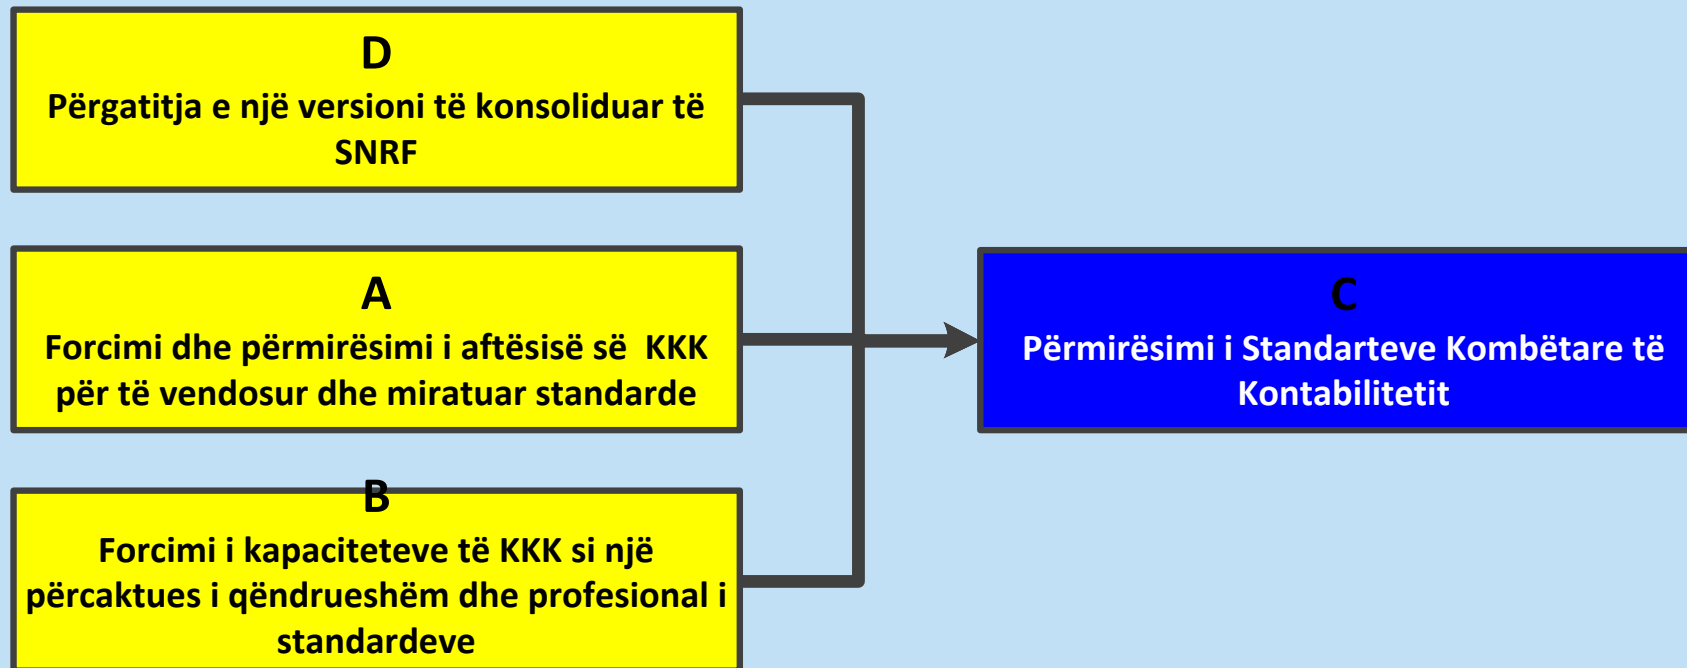 D
Përgatitja e një versioni të konsoliduar të
SNRF
A
Forcimi dhe përmirësimi i aftësisë së KKK
për të vendosur dhe miratuar standarde
B
Forcimi i kapaciteteve të KKK si një
përcaktues i qëndrueshëm dhe profesional i
standardeve
C
Përmirësimi i Standarteve Kombëtare të
Kontabilitetit